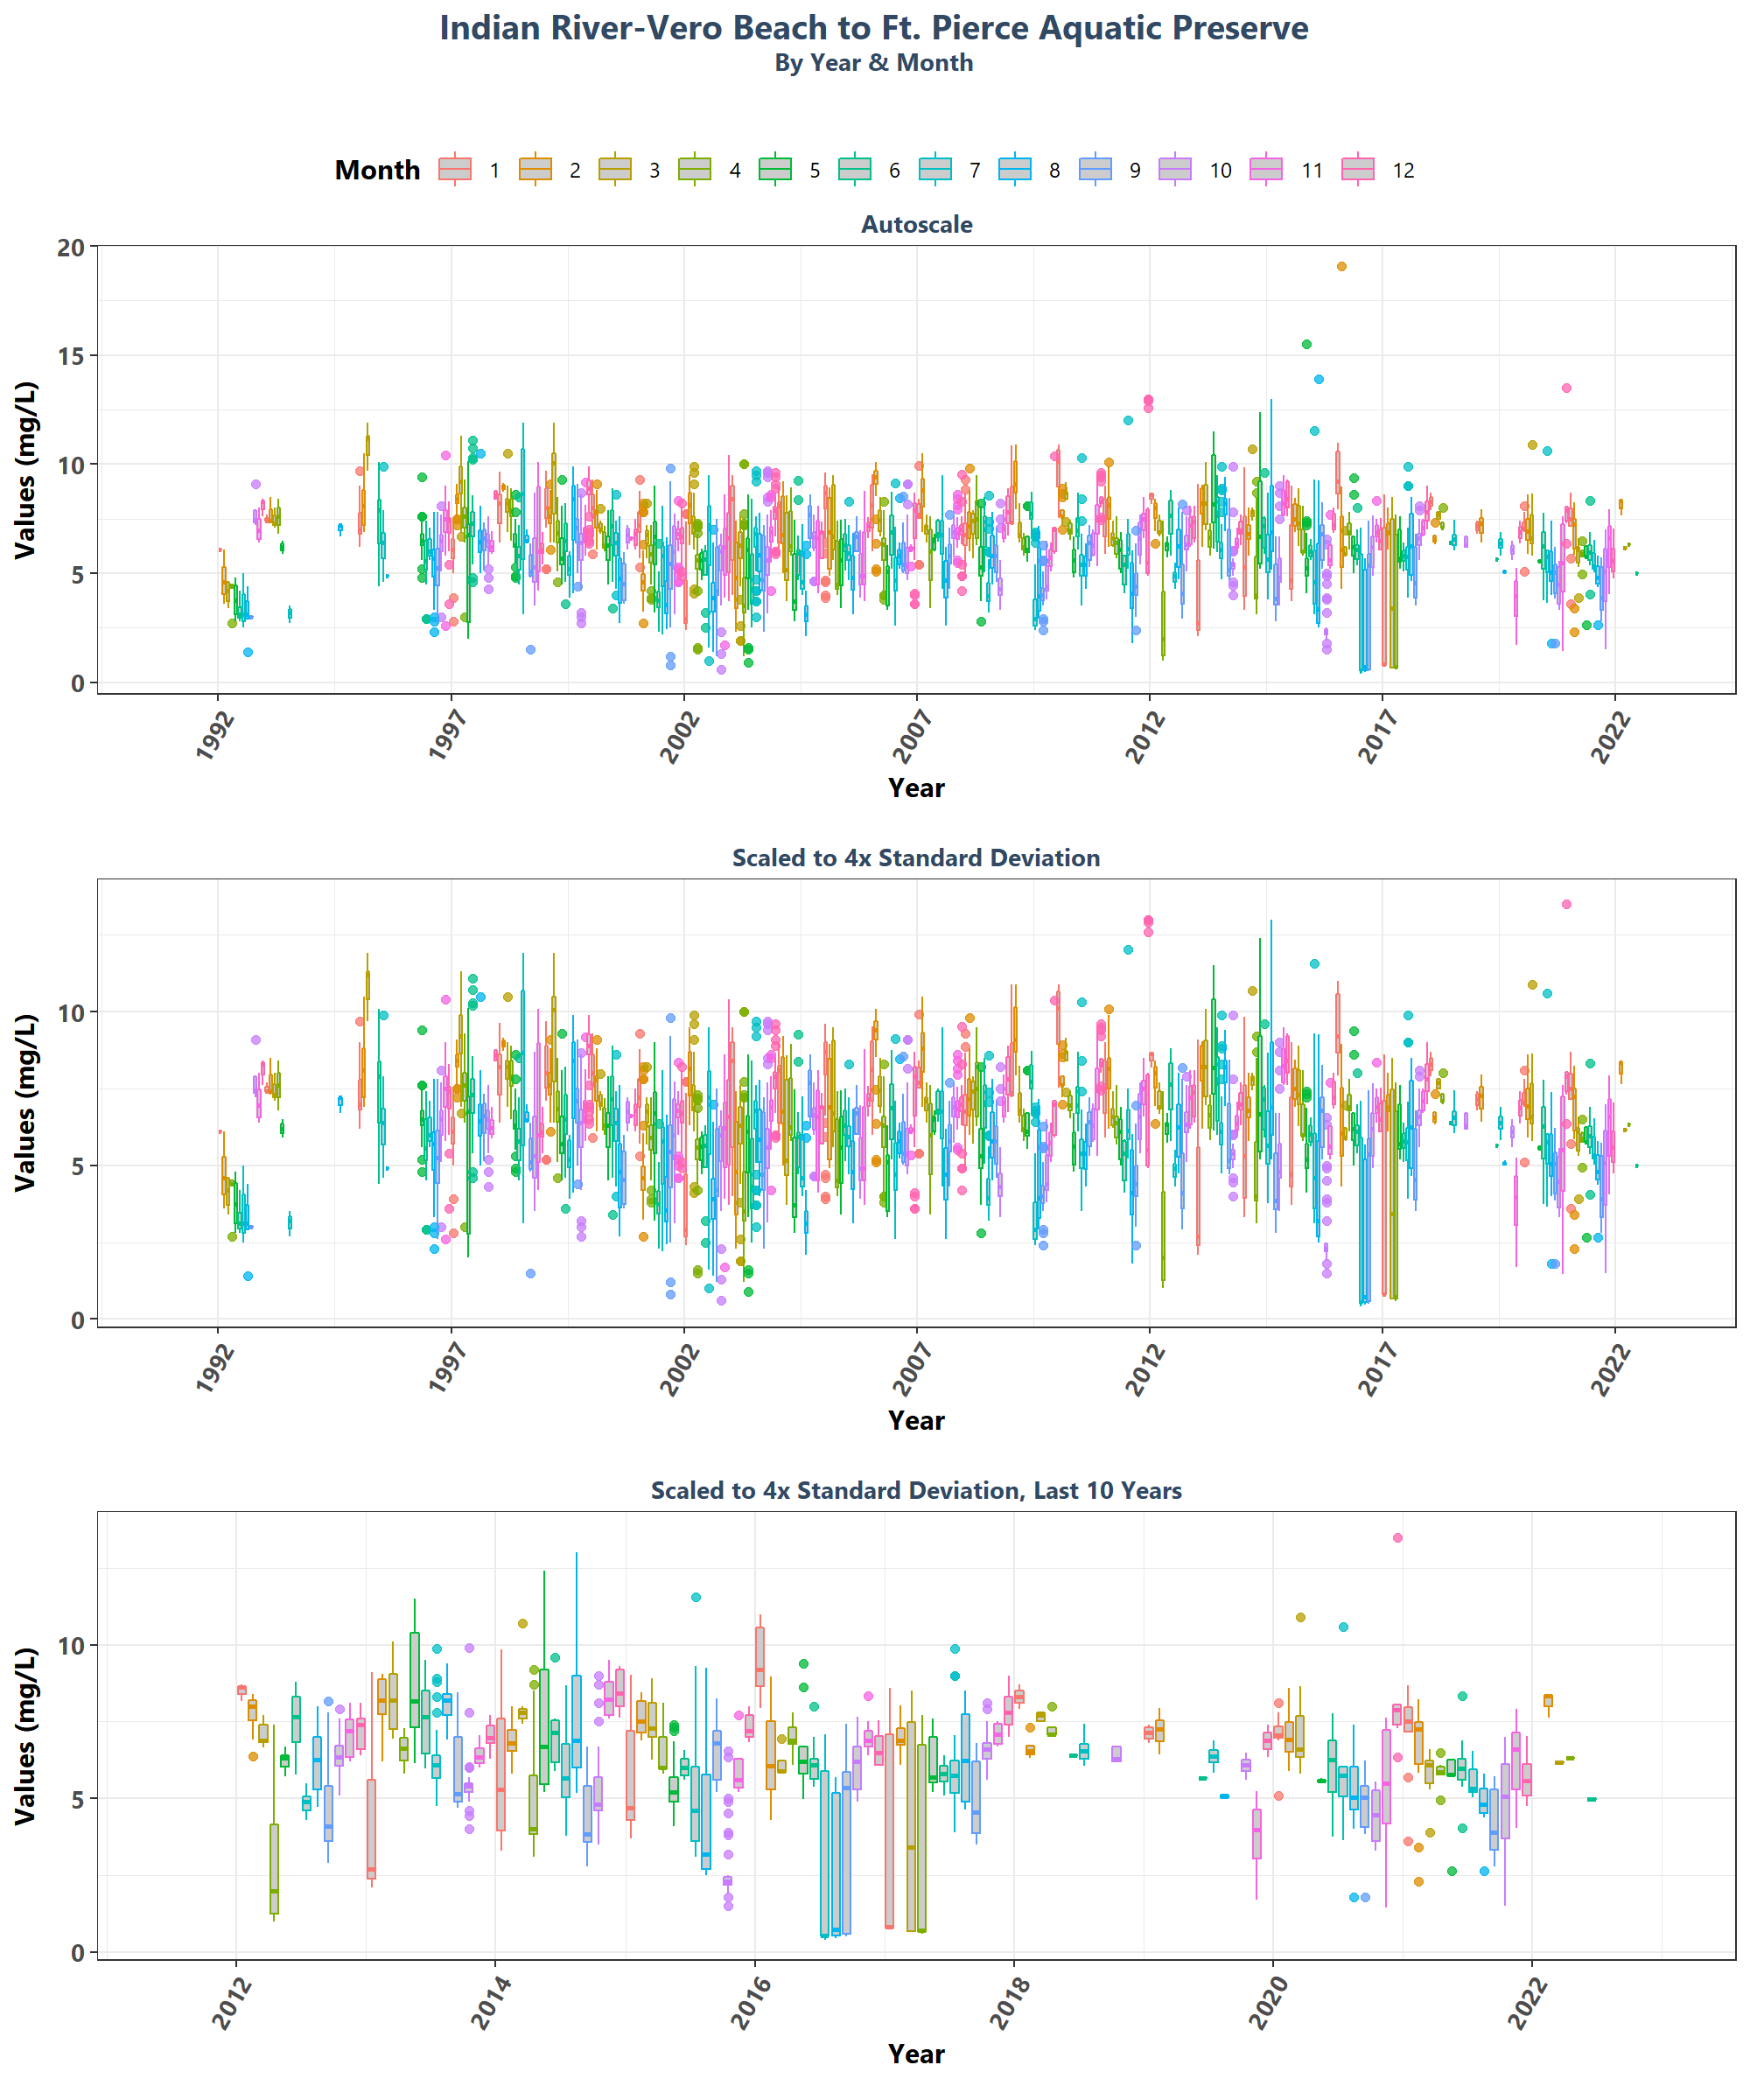 Indian River-Vero Beach to Ft. Pierce Aquatic Preserve
By Year & Month
Month 1 2 3 4 5 6 7 8 9 10 11 12
Autoscale
Values (mg/L)
20
15
10
5
0
1992 1997 2002 2007 2012 2017 2022
Year
Scaled to 4x Standard Deviation
Values (mg/L)
10
5
0
1992 1997 2002 2007 2012 2017 2022
Year
Scaled to 4x Standard Deviation, Last 10 Years
Values (mg/L)
10
5
0
2012 2014 2016 2018 2020 2022
Year